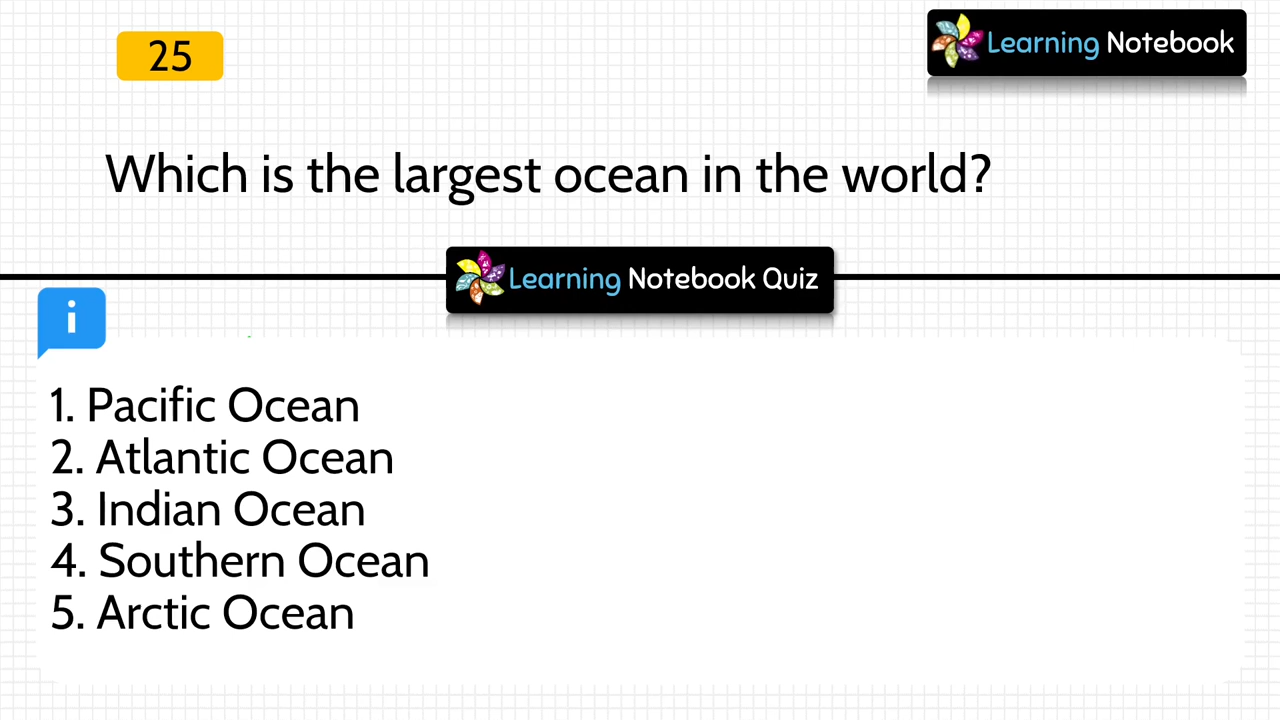 25
Learning Notebook
Which is the largest ocean in the world?
Learning Notebook Quiz
i
1. Pacific Ocean
2. Atlantic Ocean
3. Indian Ocean
4. Southern Ocean
5. Arctic Ocean